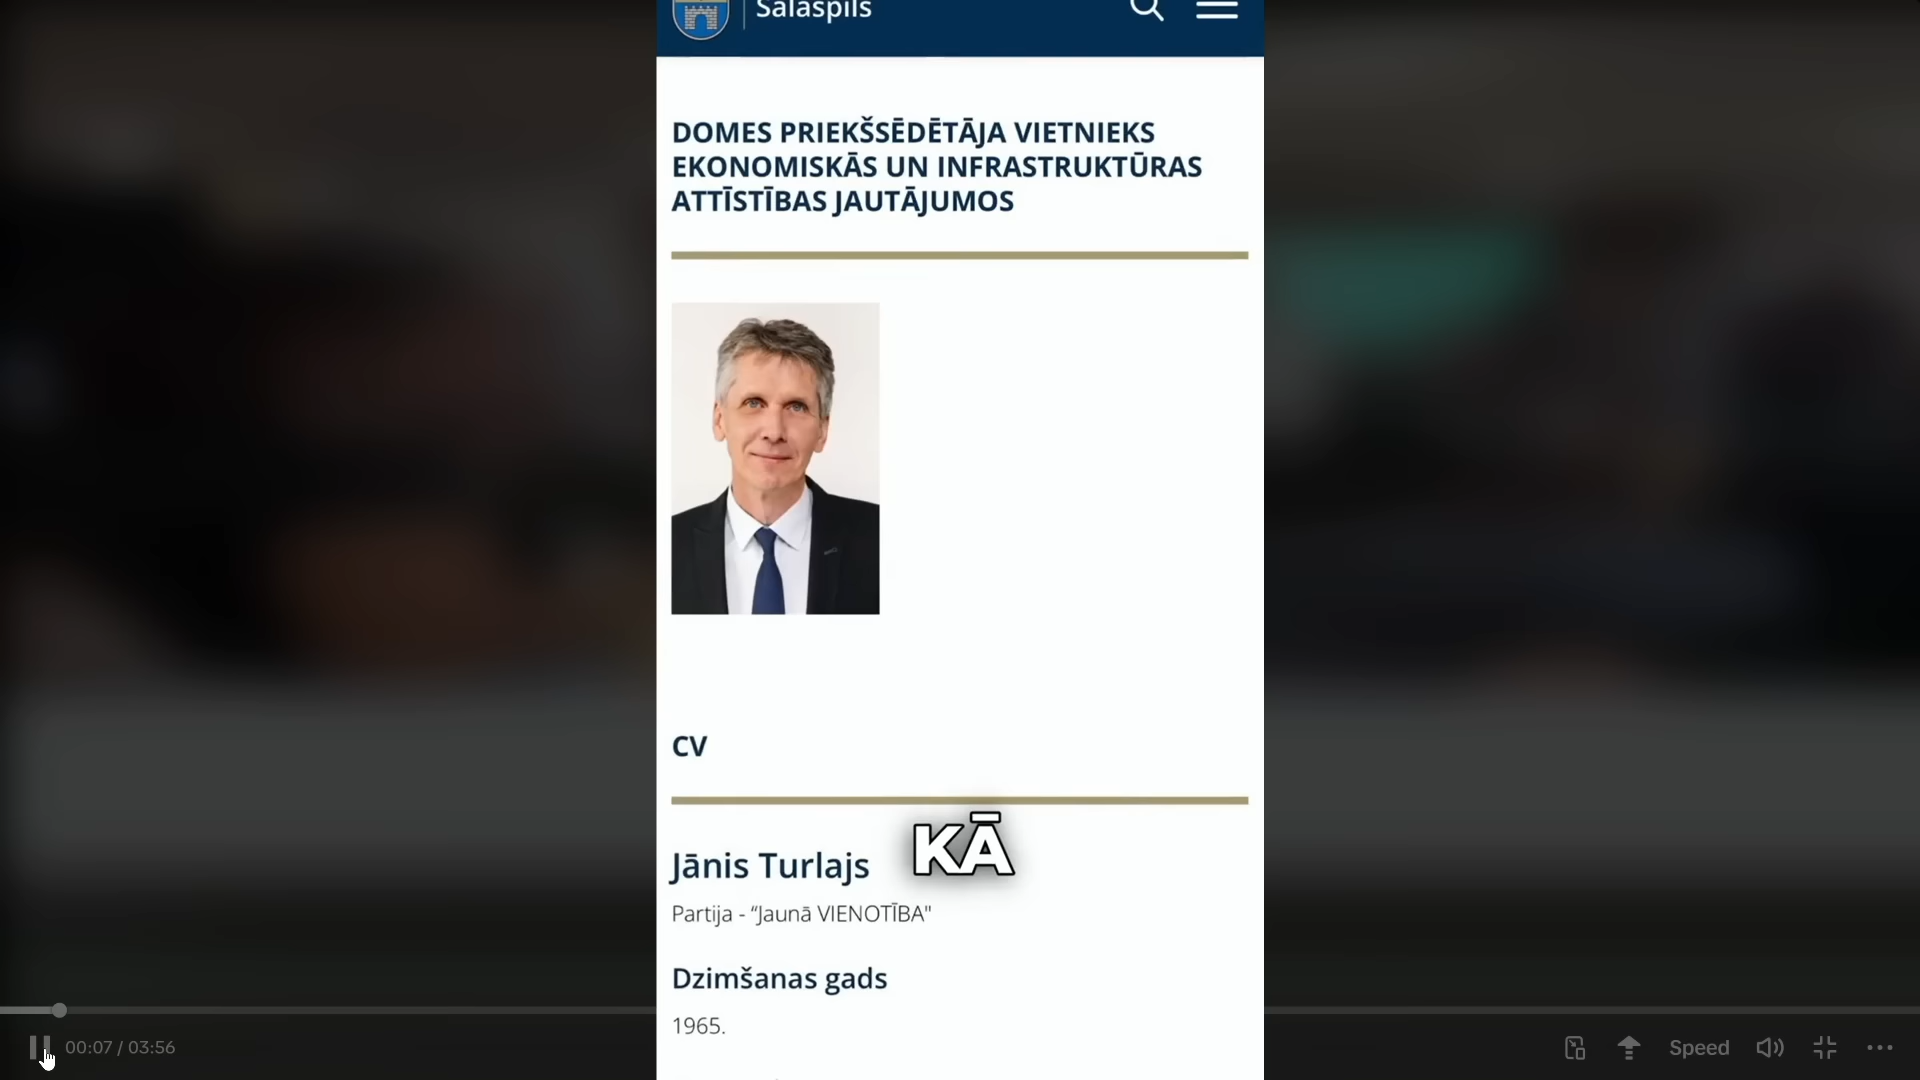 Salaspils
DOMES PRIEKŠSĒDĒTĀJA VIETNIEKS
EKONOMISKĀS UN INFRASTRUKTŪRAS
ATTĪSTĪBAS JAUTĀJUMOS
CV
KĀ
Jānis Turlajs
Partija - “Jaunā VIENOTĪBA"
Dzimšanas gads
1965.
00:07 / 03:56
Speed